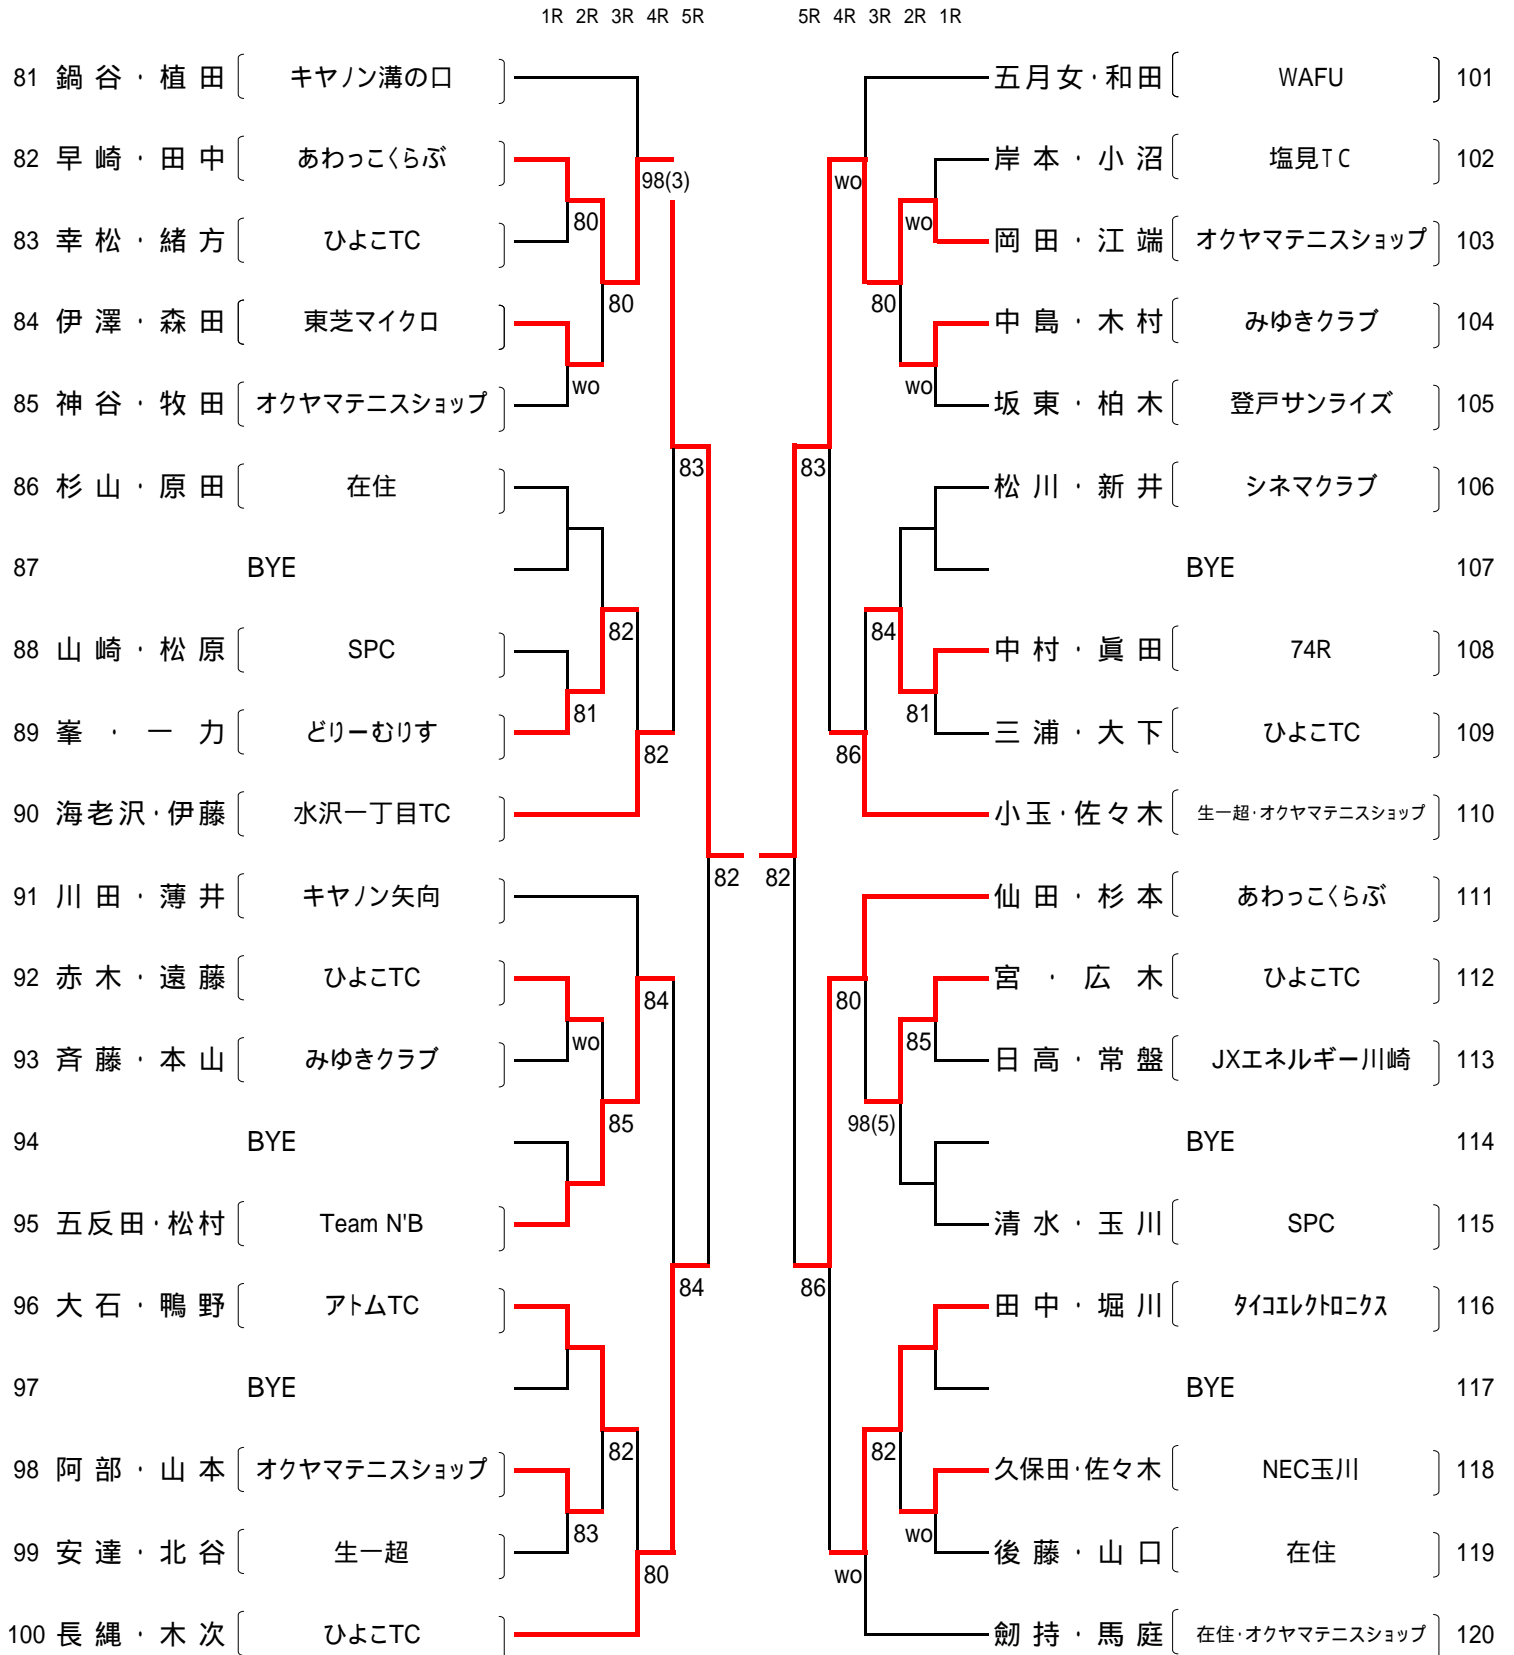 1R 2R 3R 4R 5R 5R 4R 3R 2R 1R
81 鍋谷・植田 キヤノン溝の口 五月女・和田 WAFU 101
82 早崎・田中 あわっこくらぶ 岸本・小沼 塩見TC 102
98(3) wo
83 幸松・緒方 ひよこTC 80 wo 岡田・江端 オクヤマテニスショップ 103
80 80
84 伊澤・森田 東芝マイクロ 中島・木村 みゆきクラブ 104
wo wo
85 神谷・牧田 オクヤマテニスショップ 坂東・柏木 登戸サンライズ 105
83 83
86 杉山・原田 在住 松川・新井 シネマクラブ 106
87 BYE BYE 107
82 84
88 山崎・松原 SPC 中村・眞田 74R 108
81 81
89 峯・一力 どりーむりす 三浦・大下 ひよこTC 109
82 86
90 海老沢・伊藤 水沢一丁目TC 小玉・佐々木 生一超・オクヤマテニスショップ 110
82 82
91 川田・薄井 キヤノン矢向 仙田・杉本 あわっこくらぶ 111
92 赤木・遠藤 ひよこTC 宮・広木 ひよこTC 112
84 80
wo 85
93 斉藤・本山 みゆきクラブ 日高・常盤 JXエネルギー川崎 113
85 98(5)
94 BYE BYE 114
95 五反田・松村 Team N'B 清水・玉川 SPC 115
84 86
96 大石・鴨野 アトムTC 田中・堀川 タイコエレクトロニクス 116
97 BYE BYE 117
82 82
98 阿部・山本 オクヤマテニスショップ 久保田・佐々木 NEC玉川 118
83 wo
99 安達・北谷 生一超 後藤・山口 在住 119
80 wo
100 長縄・木次 ひよこTC 劒持・馬庭 在住・オクヤマテニスショップ 120